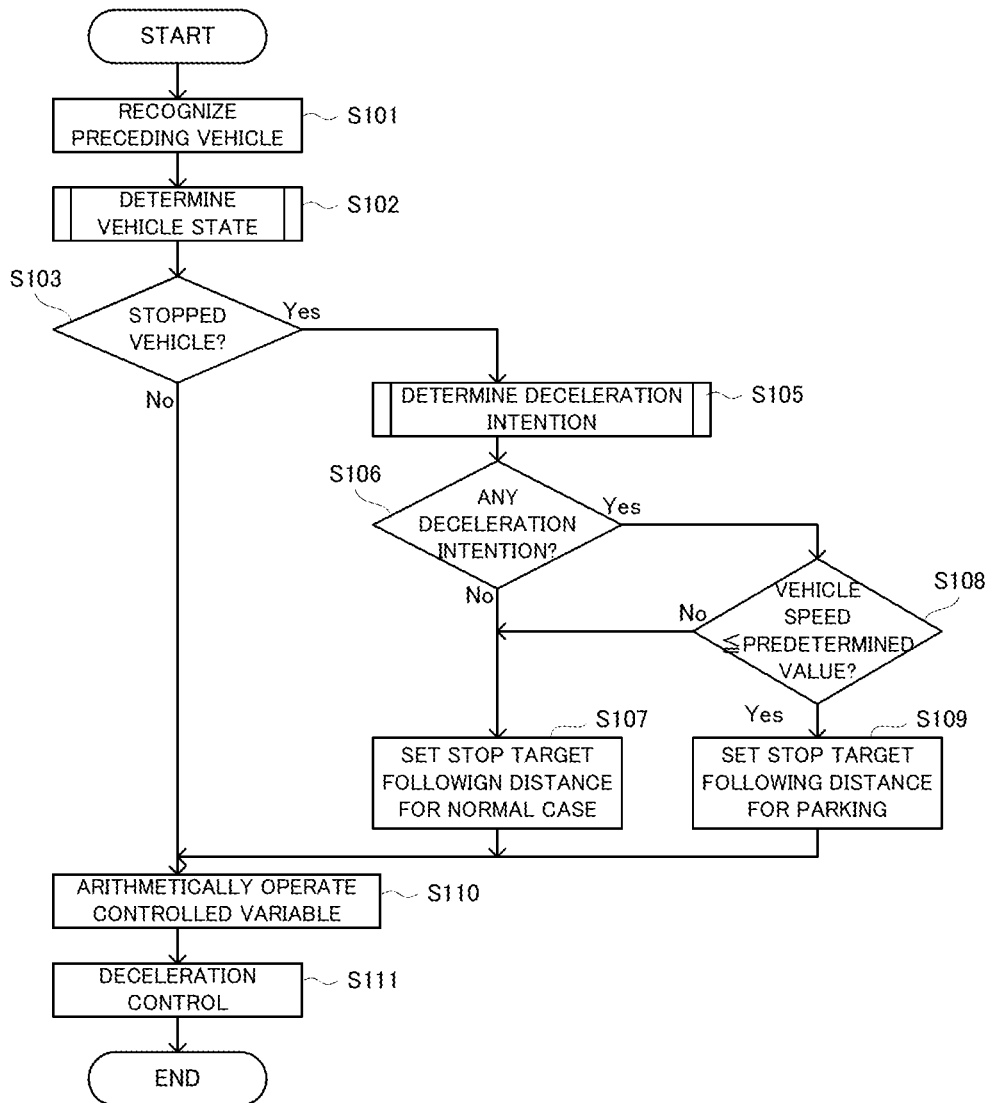 START
RECOGNIZE
PRECEDING VEHICLE
S101
DETERMINE
VEHICLE STATE
S102
S103
STOPPED
VEHICLE?
Yes
No
DETERMINE DECELERATION
INTENTION
S105
S106
ANY
DECELERATION
INTENTION?
Yes
No
S108
VEHICLE
SPEED
≦PREDETERMINED
VALUE?
No
Yes
S107
SET STOP TARGET
FOLLOWIGN DISTANCE
FOR NORMAL CASE
S109
SET STOP TARGET
FOLLOWING DISTANCE
FOR PARKING
ARITHMETICALLY OPERATE
CONTROLLED VARIABLE
S110
DECELERATION
CONTROL
S111
END